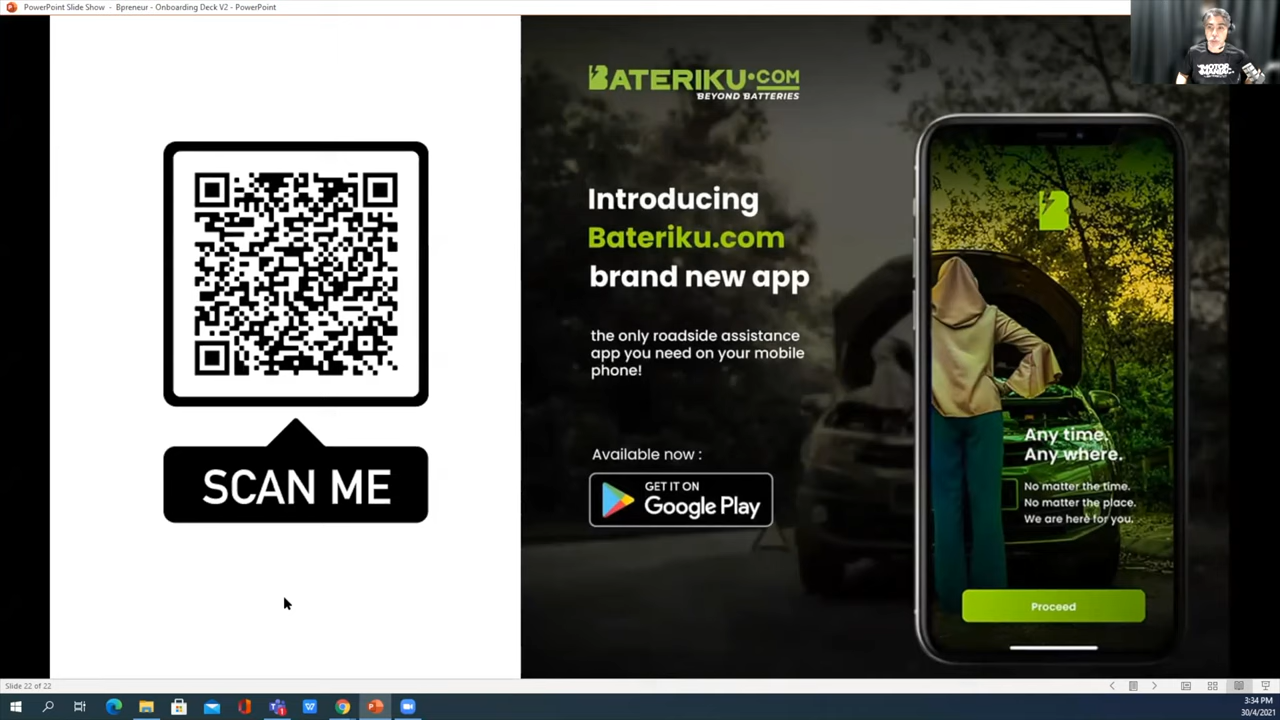 PowerPoint Slide Show - Bpreneur - Onboarding Deck V2 - PowerPoint
SCAN ME
BATERIKU.COM
BEYOND BATTERIES
Introducing
Bateriku.com
brand new app
the only roadside assistance
app you need on your mobile
phone!
Available now :
GET IT ON
Google Play
Any time.
Any where.
No matter the time.
No matter the place.
We are here for you.
Proceed
Slide 22 of 22
3:34 PM
30/4/2021